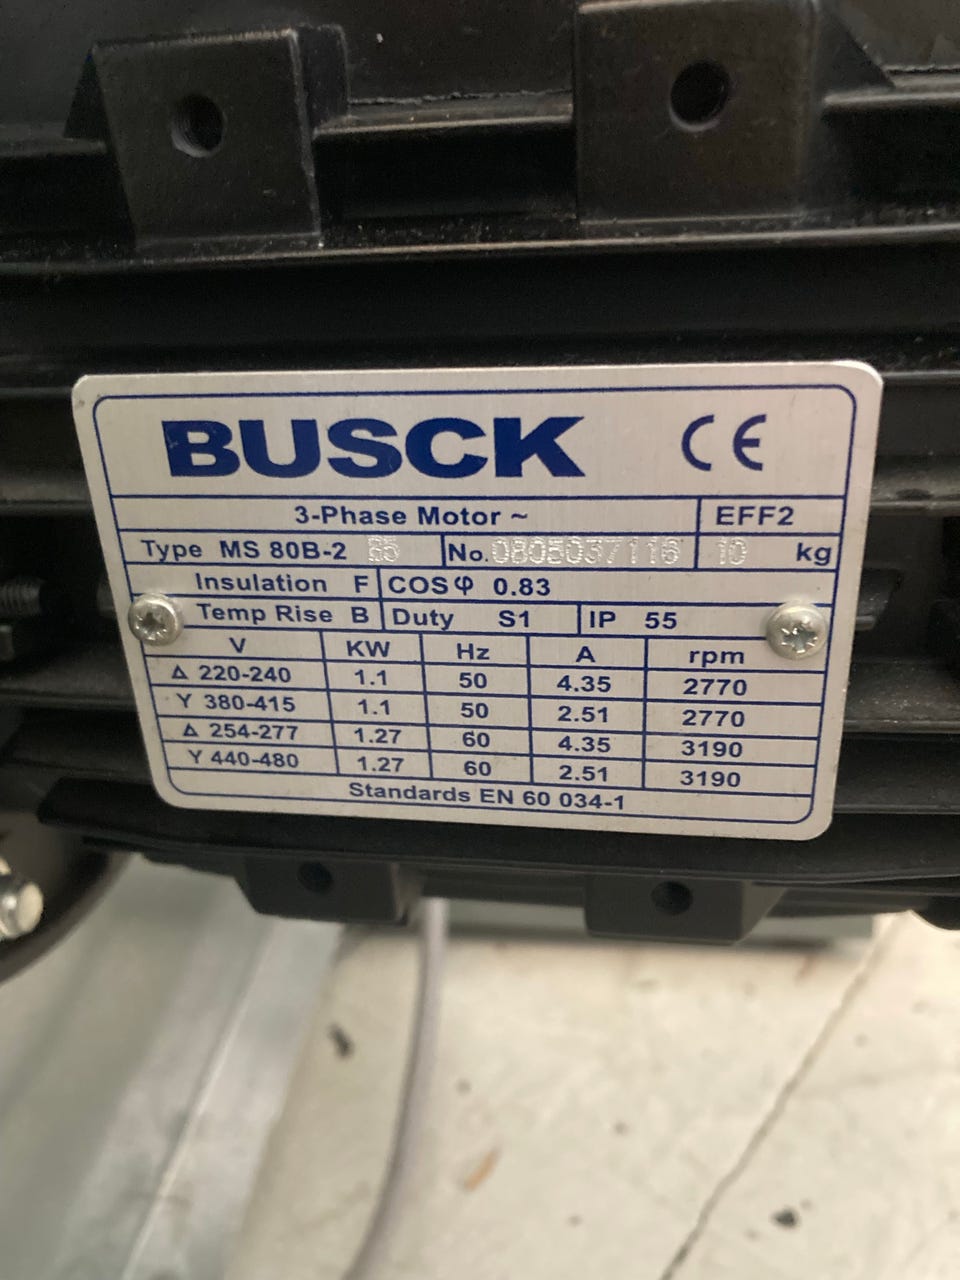 BUSCK CE
3-Phase Motor ~ EFF2
Type MS 80B-2 No. 0805037116 10 kg
Insulation F COS φ 0.83
Temp Rise B Duty S1 IP 55
V KW Hz A rpm
Δ 220-240 1.1 50 4.35 2770
Y 380-415 1.1 50 2.51 2770
Δ 254-277 1.27 60 4.35 3190
Y 440-480 1.27 60 2.51 3190
Standards EN 60 034-1